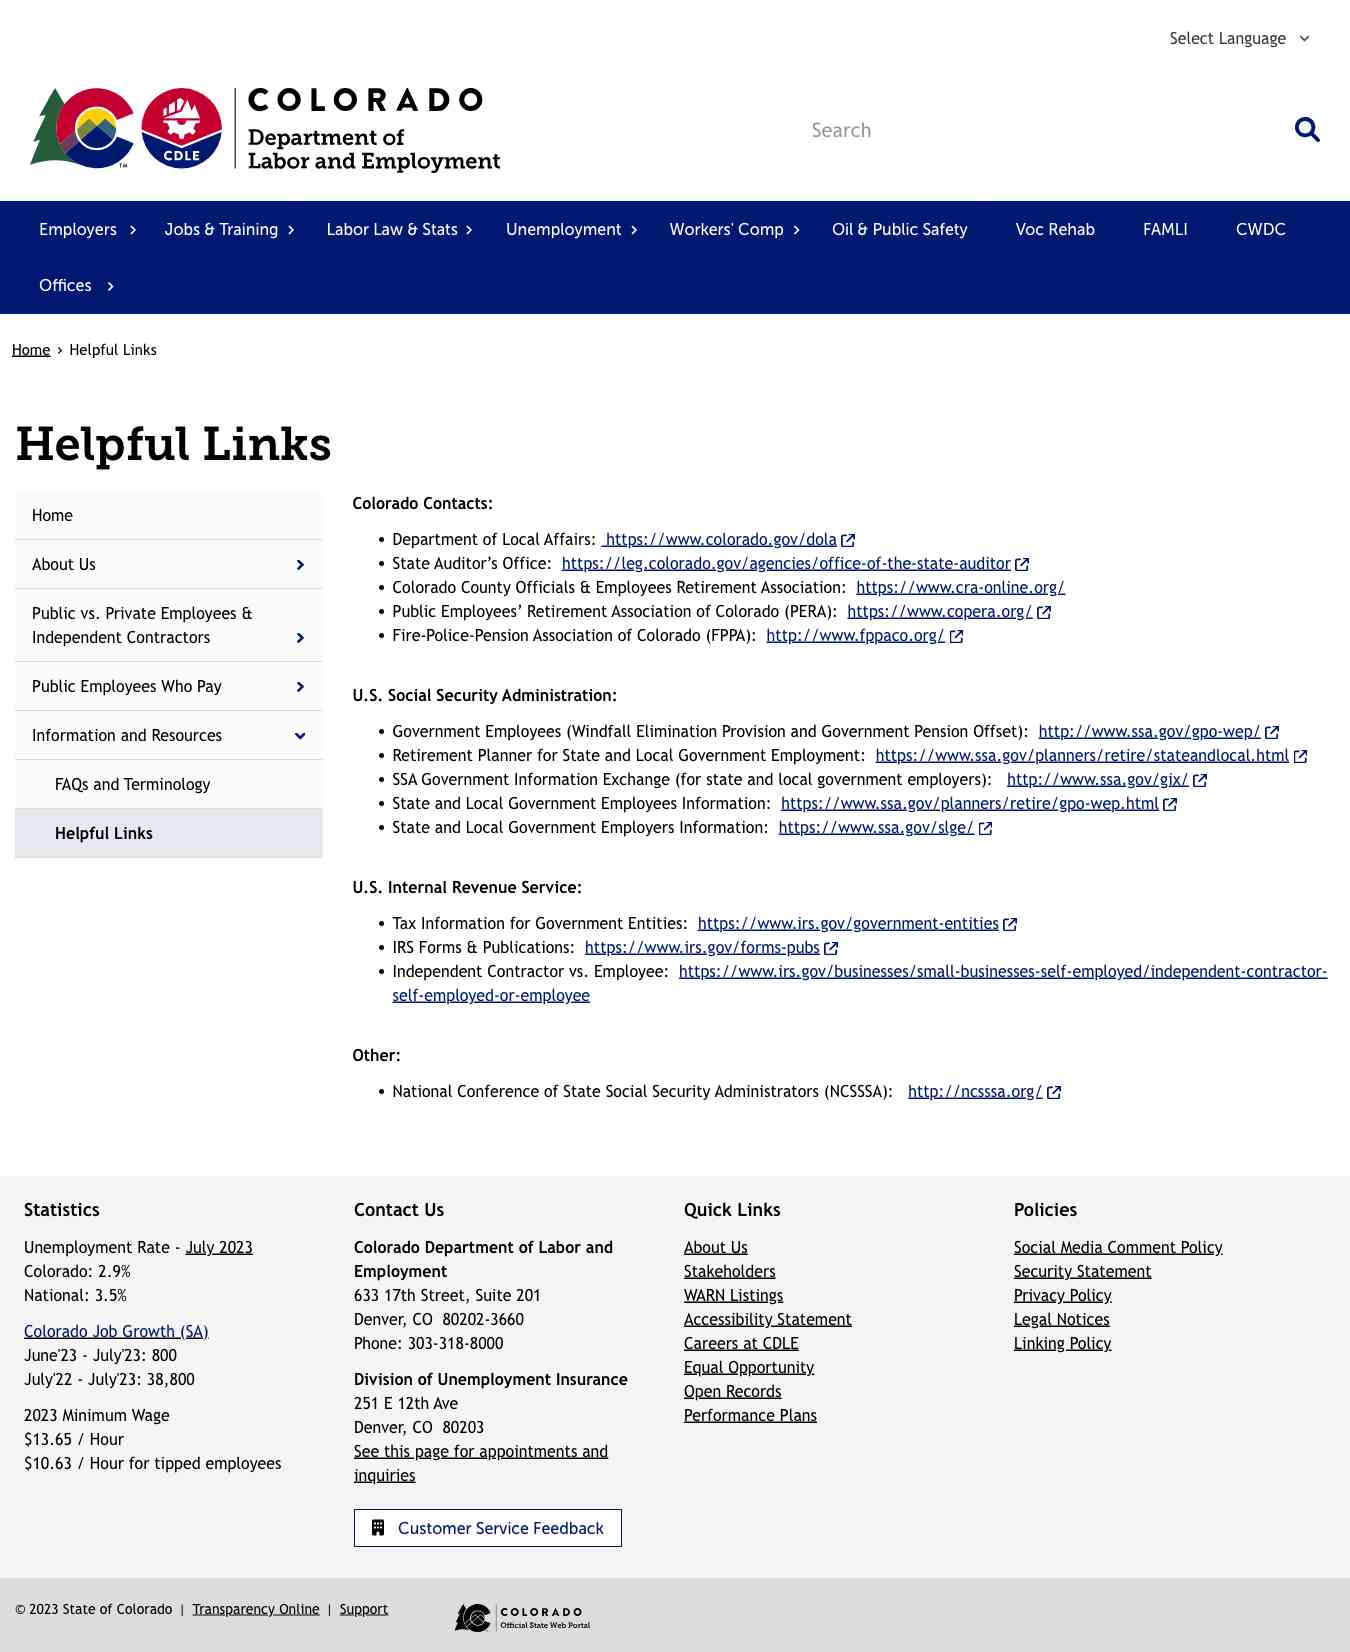 Select Language
COLORADO
Department of
Labor and Employment
CDLE
TM
Search
Employers
Jobs & Training
Labor Law & Stats
Unemployment
Workers' Comp
Oil & Public Safety
Voc Rehab
FAMLI
CWDC
Offices
Home › Helpful Links
Helpful Links
Home
About Us
Public vs. Private Employees &
Independent Contractors
Public Employees Who Pay
Information and Resources
FAQs and Terminology
Helpful Links
Colorado Contacts:
• Department of Local Affairs: https://www.colorado.gov/dola
• State Auditor’s Office: https://leg.colorado.gov/agencies/office-of-the-state-auditor
• Colorado County Officials & Employees Retirement Association: https://www.cra-online.org/
• Public Employees’ Retirement Association of Colorado (PERA): https://www.copera.org/
• Fire-Police-Pension Association of Colorado (FPPA): http://www.fppaco.org/
U.S. Social Security Administration:
• Government Employees (Windfall Elimination Provision and Government Pension Offset): http://www.ssa.gov/gpo-wep/
• Retirement Planner for State and Local Government Employment: https://www.ssa.gov/planners/retire/stateandlocal.html
• SSA Government Information Exchange (for state and local government employers): http://www.ssa.gov/gix/
• State and Local Government Employees Information: https://www.ssa.gov/planners/retire/gpo-wep.html
• State and Local Government Employers Information: https://www.ssa.gov/slge/
U.S. Internal Revenue Service:
• Tax Information for Government Entities: https://www.irs.gov/government-entities
• IRS Forms & Publications: https://www.irs.gov/forms-pubs
• Independent Contractor vs. Employee: https://www.irs.gov/businesses/small-businesses-self-employed/independent-contractor-
self-employed-or-employee
Other:
• National Conference of State Social Security Administrators (NCSSSA): http://ncsssa.org/
Statistics
Unemployment Rate - July 2023
Colorado: 2.9%
National: 3.5%
Colorado Job Growth (SA)
June'23 - July'23: 800
July'22 - July'23: 38,800
2023 Minimum Wage
$13.65 / Hour
$10.63 / Hour for tipped employees
Contact Us
Colorado Department of Labor and
Employment
633 17th Street, Suite 201
Denver, CO 80202-3660
Phone: 303-318-8000
Division of Unemployment Insurance
251 E 12th Ave
Denver, CO 80203
See this page for appointments and
inquiries
Customer Service Feedback
Quick Links
About Us
Stakeholders
WARN Listings
Accessibility Statement
Careers at CDLE
Equal Opportunity
Open Records
Performance Plans
Policies
Social Media Comment Policy
Security Statement
Privacy Policy
Legal Notices
Linking Policy
© 2023 State of Colorado | Transparency Online | Support
COLORADO
Official State Web Portal